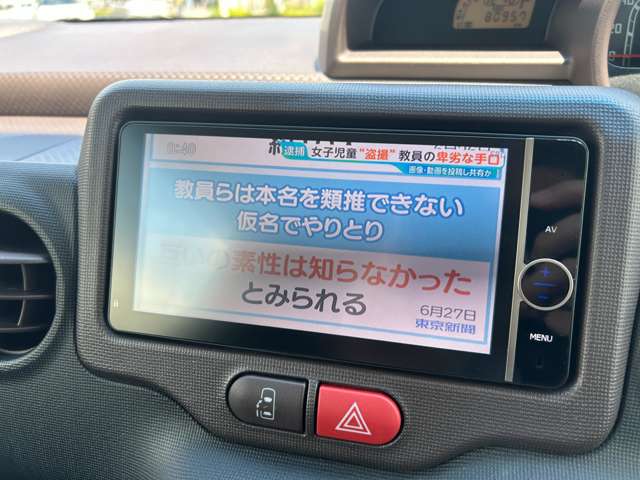 80957
8:40
逮捕 女子児童"盗撮" 教員の卑劣な手口
画像・動画を投稿し共有か
教員らは本名を類推できない
仮名でやりとり
互いの素性は知らなかった
とみられる
6月27日
東京新聞
AV
+
−
MENU